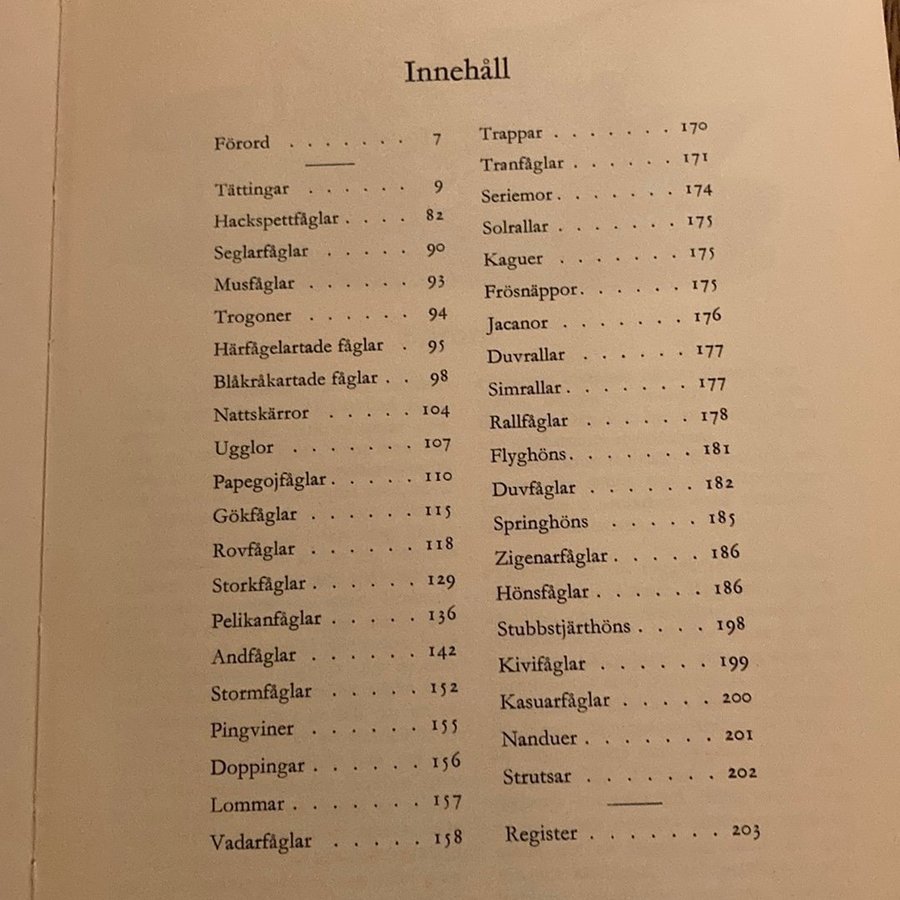 Innehåll
Förord . . . . . . . 7
Tättingar . . . . . . 9
Hackspettfåglar . . . . 82
Seglarfåglar . . . . . 90
Musfåglar . . . . . . 93
Trogoner . . . . . . 94
Härfågelartade fåglar . 95
Blåkråkartade fåglar . . 98
Nattskärror . . . . . 104
Ugglor . . . . . . . 107
Papegojfåglar . . . . . 110
Gökfåglar . . . . . . 115
Rovfåglar . . . . . . 118
Storkfåglar . . . . . . 129
Pelikanfåglar . . . . . 136
Andfåglar . . . . . . 142
Stormfåglar . . . . . 152
Pingviner . . . . . . 155
Doppingar . . . . . . 156
Lommar . . . . . . . 157
Vadarfåglar . . . . . 158
Trappar . . . . . . . 170
Tranfåglar . . . . . . 171
Seriemor . . . . . . . 174
Solrallar . . . . . . . 175
Kaguer . . . . . . . 175
Frösnäppor . . . . . . 175
Jacanor . . . . . . . 176
Duvrallar . . . . . . 177
Simrallar . . . . . . . 177
Rallfåglar . . . . . . 178
Flyghöns . . . . . . . 181
Duvfåglar . . . . . . 182
Springhöns . . . . . 185
Zigenarfåglar . . . . . 186
Hönsfåglar . . . . . . 186
Stubbstjärthöns . . . . 198
Kivifåglar . . . . . . 199
Kasuarfåglar . . . . . 200
Nanduer . . . . . . . 201
Strutsar . . . . . . . 202
Register . . . . . . . 203